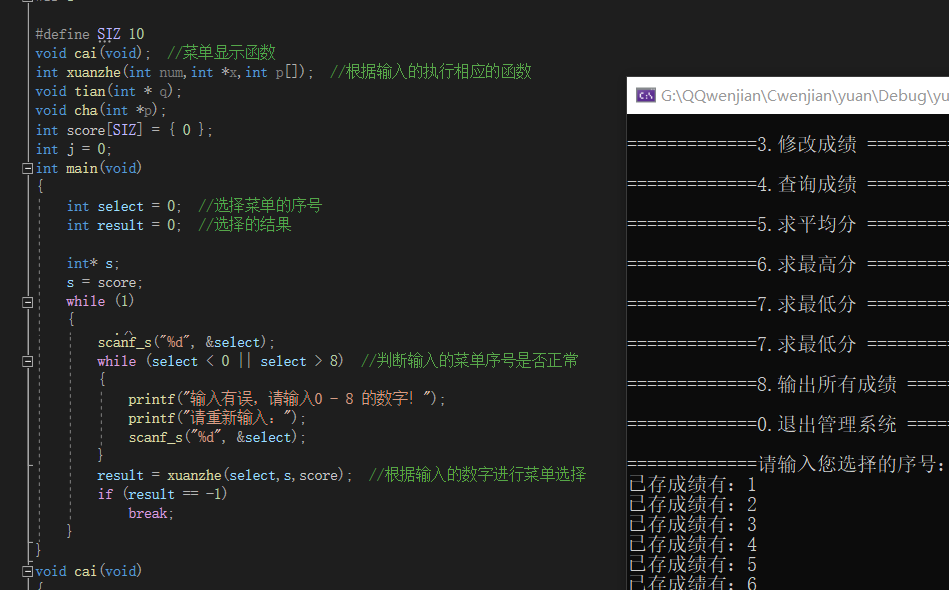 #define SIZ 10
void cai(void);  //菜单显示函数
int xuanzhe(int num,int *x,int p[]);  //根据输入的执行相应的函数
void tian(int * q);
void cha(int *p);
int score[SIZ] = { 0 };
int j = 0;
int main(void)
{
int select = 0;  //选择菜单的序号
int result = 0;  //选择的结果
int* s;
s = score;
while (1)
{
scanf_s("%d", &select);
while (select < 0 || select > 8)  //判断输入的菜单序号是否正常
{
printf("输入有误，请输入0 - 8 的数字！");
printf("请重新输入：");
scanf_s("%d", &select);
}
result = xuanzhe(select,s,score);  //根据输入的数字进行菜单选择
if (result == -1)
break;
}
}
void cai(void)
G:\QQwenjian\Cwenjian\yuan\Debug\yu
=============3.修改成绩 =========
=============4.查询成绩 =========
=============5.求平均分 =========
=============6.求最高分 =========
=============7.求最低分 =========
=============7.求最低分 =========
=============8.输出所有成绩 =====
=============0.退出管理系统 =====
=============请输入您选择的序号：
已存成绩有：1
已存成绩有：2
已存成绩有：3
已存成绩有：4
已存成绩有：5
已存成绩有：6